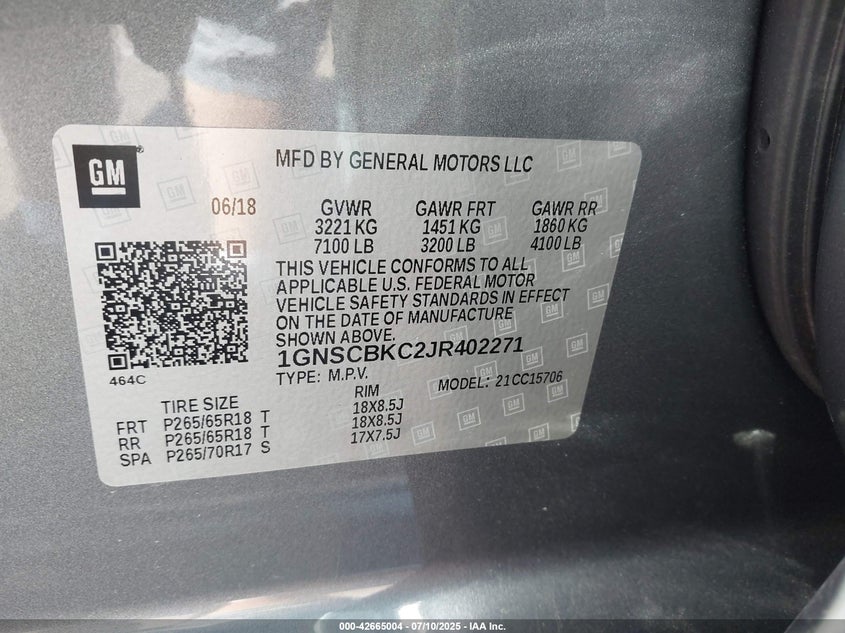 GM
MFD BY GENERAL MOTORS LLC
06/18
GVWR GAWR FRT GAWR RR
3221 KG 1451 KG 1860 KG
7100 LB 3200 LB 4100 LB
THIS VEHICLE CONFORMS TO ALL
APPLICABLE U.S. FEDERAL MOTOR
VEHICLE SAFETY STANDARDS IN EFFECT
ON THE DATE OF MANUFACTURE
SHOWN ABOVE.
1GNSCBKC2JR402271
464C
TYPE: M.P.V. MODEL: 21CC15706
TIRE SIZE RIM
FRT P265/65R18 T 18X8.5J
RR P265/65R18 T 18X8.5J
SPA P265/70R17 S 17X7.5J
000-42665004 - 07/10/2025 - IAA Inc.